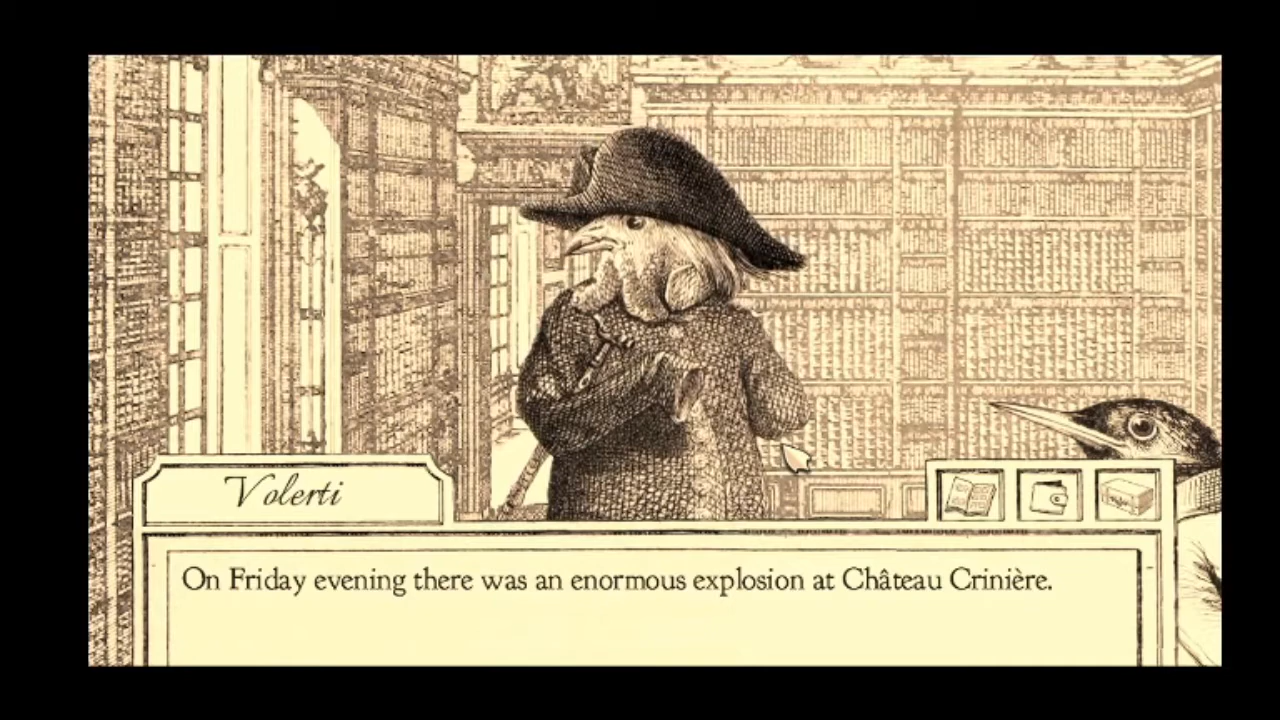 Volerti
On Friday evening there was an enormous explosion at Château Crinière.